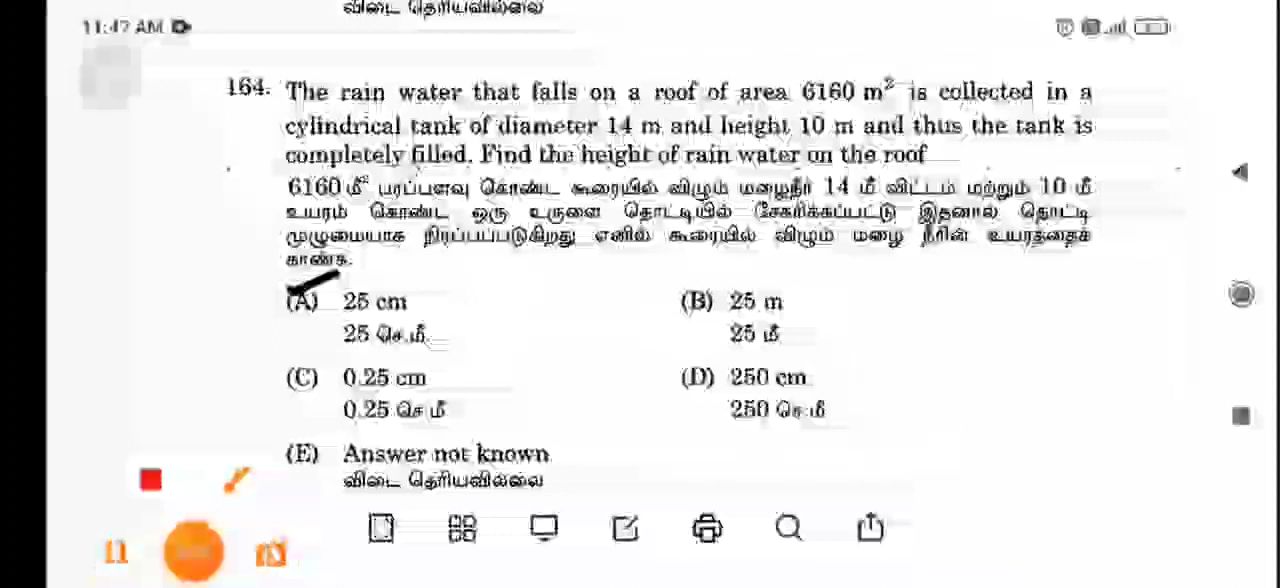 விடை தெரியவில்லை
11:47 AM
164. The rain water that falls on a roof of area 6160 m² is collected in a
cylindrical tank of diameter 14 m and height 10 m and thus the tank is
completely filled. Find the height of rain water on the roof
6160 மீ² பரப்பளவு கொண்ட கூரையில் விழும் மழைநீர் 14 மீ விட்டம் மற்றும் 10 மீ
உயரம் கொண்ட ஒரு உருளை தொட்டியில் சேகரிக்கப்பட்டு இதனால் தொட்டி
முழுமையாக நிரப்பப்படுகிறது எனில் கூரையில் விழும் மழை நீரின் உயரத்தைக்
காண்க.
(A) 25 cm (B) 25 m
25 செ.மீ. 25 மீ
(C) 0.25 cm (D) 250 cm
0.25 செ.மீ 250 செ.மீ
(E) Answer not known
விடை தெரியவில்லை